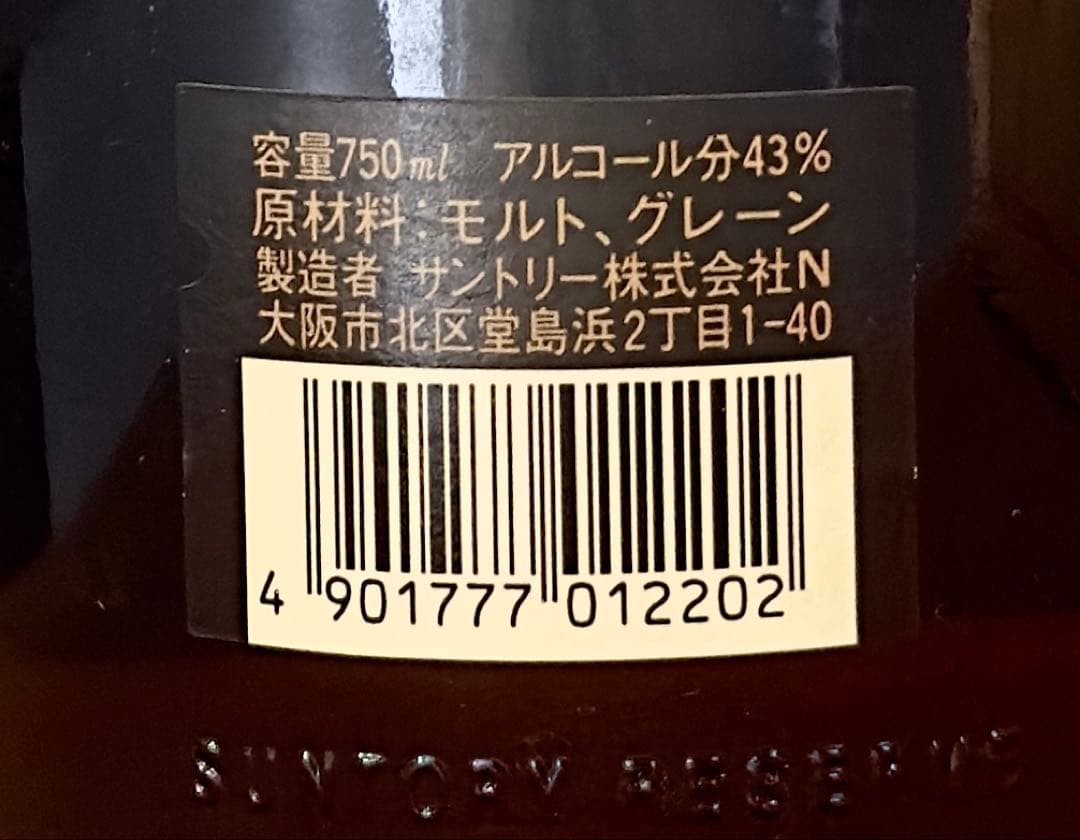 容量750ml アルコール分43%
原材料:モルト、グレーン
製造者 サントリー株式会社N
大阪市北区堂島浜2丁目1-40
4 901777 012202
SUNTORY RESERVE